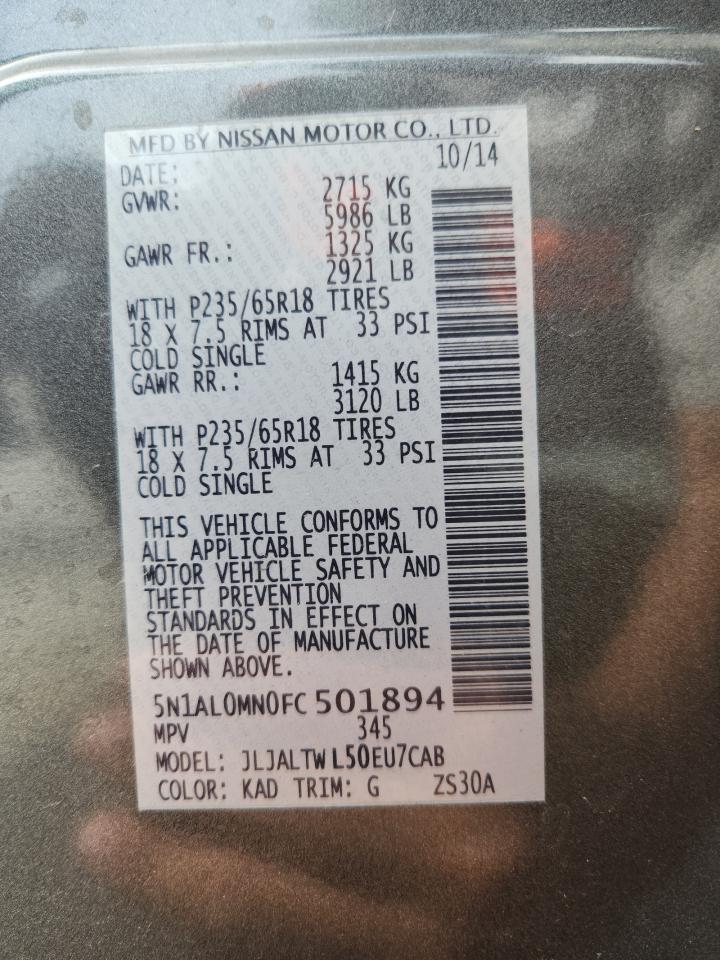 MFD BY NISSAN MOTOR CO., LTD.
DATE: 10/14
GVWR: 2715 KG
5986 LB
GAWR FR.: 1325 KG
2921 LB
WITH P235/65R18 TIRES
18 X 7.5 RIMS AT 33 PSI
COLD SINGLE
GAWR RR.: 1415 KG
3120 LB
WITH P235/65R18 TIRES
18 X 7.5 RIMS AT 33 PSI
COLD SINGLE
THIS VEHICLE CONFORMS TO
ALL APPLICABLE FEDERAL
MOTOR VEHICLE SAFETY AND
THEFT PREVENTION
STANDARDS IN EFFECT ON
THE DATE OF MANUFACTURE
SHOWN ABOVE.
5N1AL0MN0FC501894
MPV 345
MODEL: JLJALTWL50EU7CAB
COLOR: KAD TRIM: G ZS30A